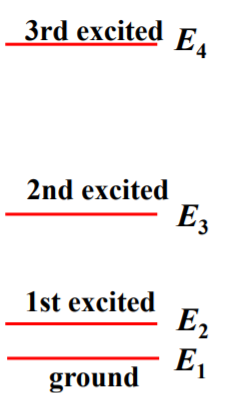 3rd excited E4
2nd excited
E3
1st excited
E2
E1
ground